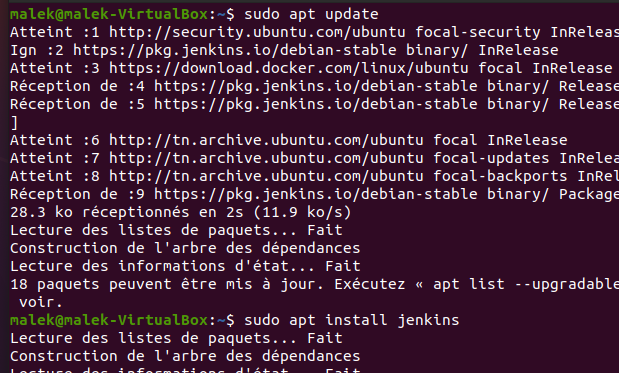 malek@malek-VirtualBox:~$ sudo apt update
Atteint :1 http://security.ubuntu.com/ubuntu focal-security InRelease
Ign :2 https://pkg.jenkins.io/debian-stable binary/ InRelease
Atteint :3 https://download.docker.com/linux/ubuntu focal InRelease
Réception de :4 https://pkg.jenkins.io/debian-stable binary/ Release
Réception de :5 https://pkg.jenkins.io/debian-stable binary/ Release
]
Atteint :6 http://tn.archive.ubuntu.com/ubuntu focal InRelease
Atteint :7 http://tn.archive.ubuntu.com/ubuntu focal-updates InRelea
Atteint :8 http://tn.archive.ubuntu.com/ubuntu focal-backports InRel
Réception de :9 https://pkg.jenkins.io/debian-stable binary/ Package
28.3 ko réceptionnés en 2s (11.9 ko/s)
Lecture des listes de paquets... Fait
Construction de l'arbre des dépendances
Lecture des informations d'état... Fait
18 paquets peuvent être mis à jour. Exécutez « apt list --upgradable
voir.
malek@malek-VirtualBox:~$ sudo apt install jenkins
Lecture des listes de paquets... Fait
Construction de l'arbre des dépendances
Lecture des informations d'état... Fait